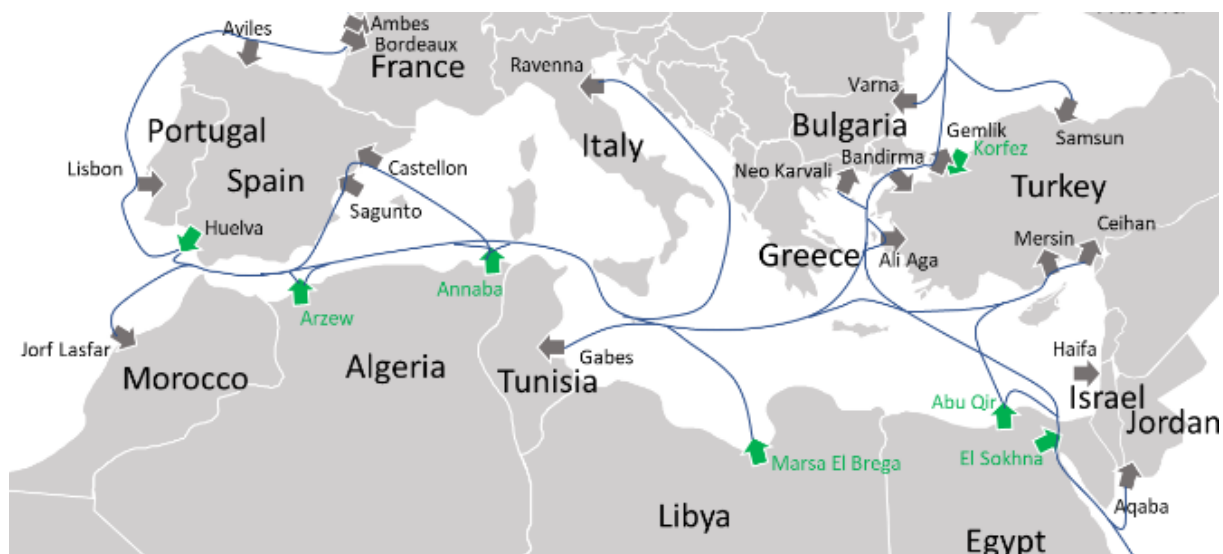 Aviles
Ambes
Bordeaux
France
Ravenna
Varna
Portugal
Italy
Bulgaria
Gemlik
Samsun
Lisbon
Spain
Castellon
Neo Karvali
Bandirma
Korfez
Turkey
Sagunto
Huelva
Greece
Ali Aga
Mersin
Ceihan
Annaba
Arzew
Jorf Lasfar
Morocco
Algeria
Tunisia
Gabes
Haifa
Israel
Abu Qir
Jordan
Marsa El Brega
El Sokhna
Aqaba
Libya
Egypt